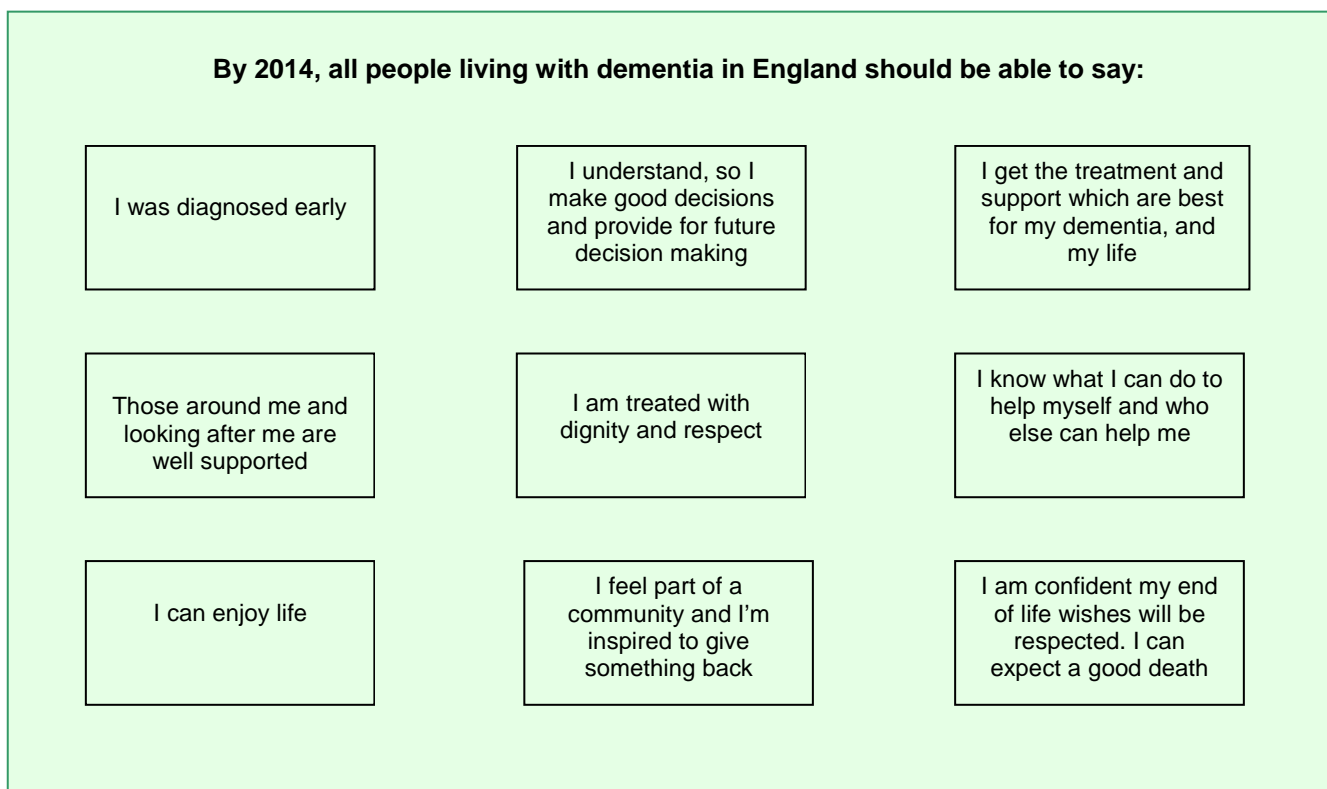 By 2014, all people living with dementia in England should be able to say:
I was diagnosed early
I understand, so I
make good decisions
and provide for future
decision making
I get the treatment and
support which are best
for my dementia, and
my life
Those around me and
looking after me are
well supported
I am treated with
dignity and respect
I know what I can do to
help myself and who
else can help me
I can enjoy life
I feel part of a
community and I’m
inspired to give
something back
I am confident my end
of life wishes will be
respected. I can
expect a good death